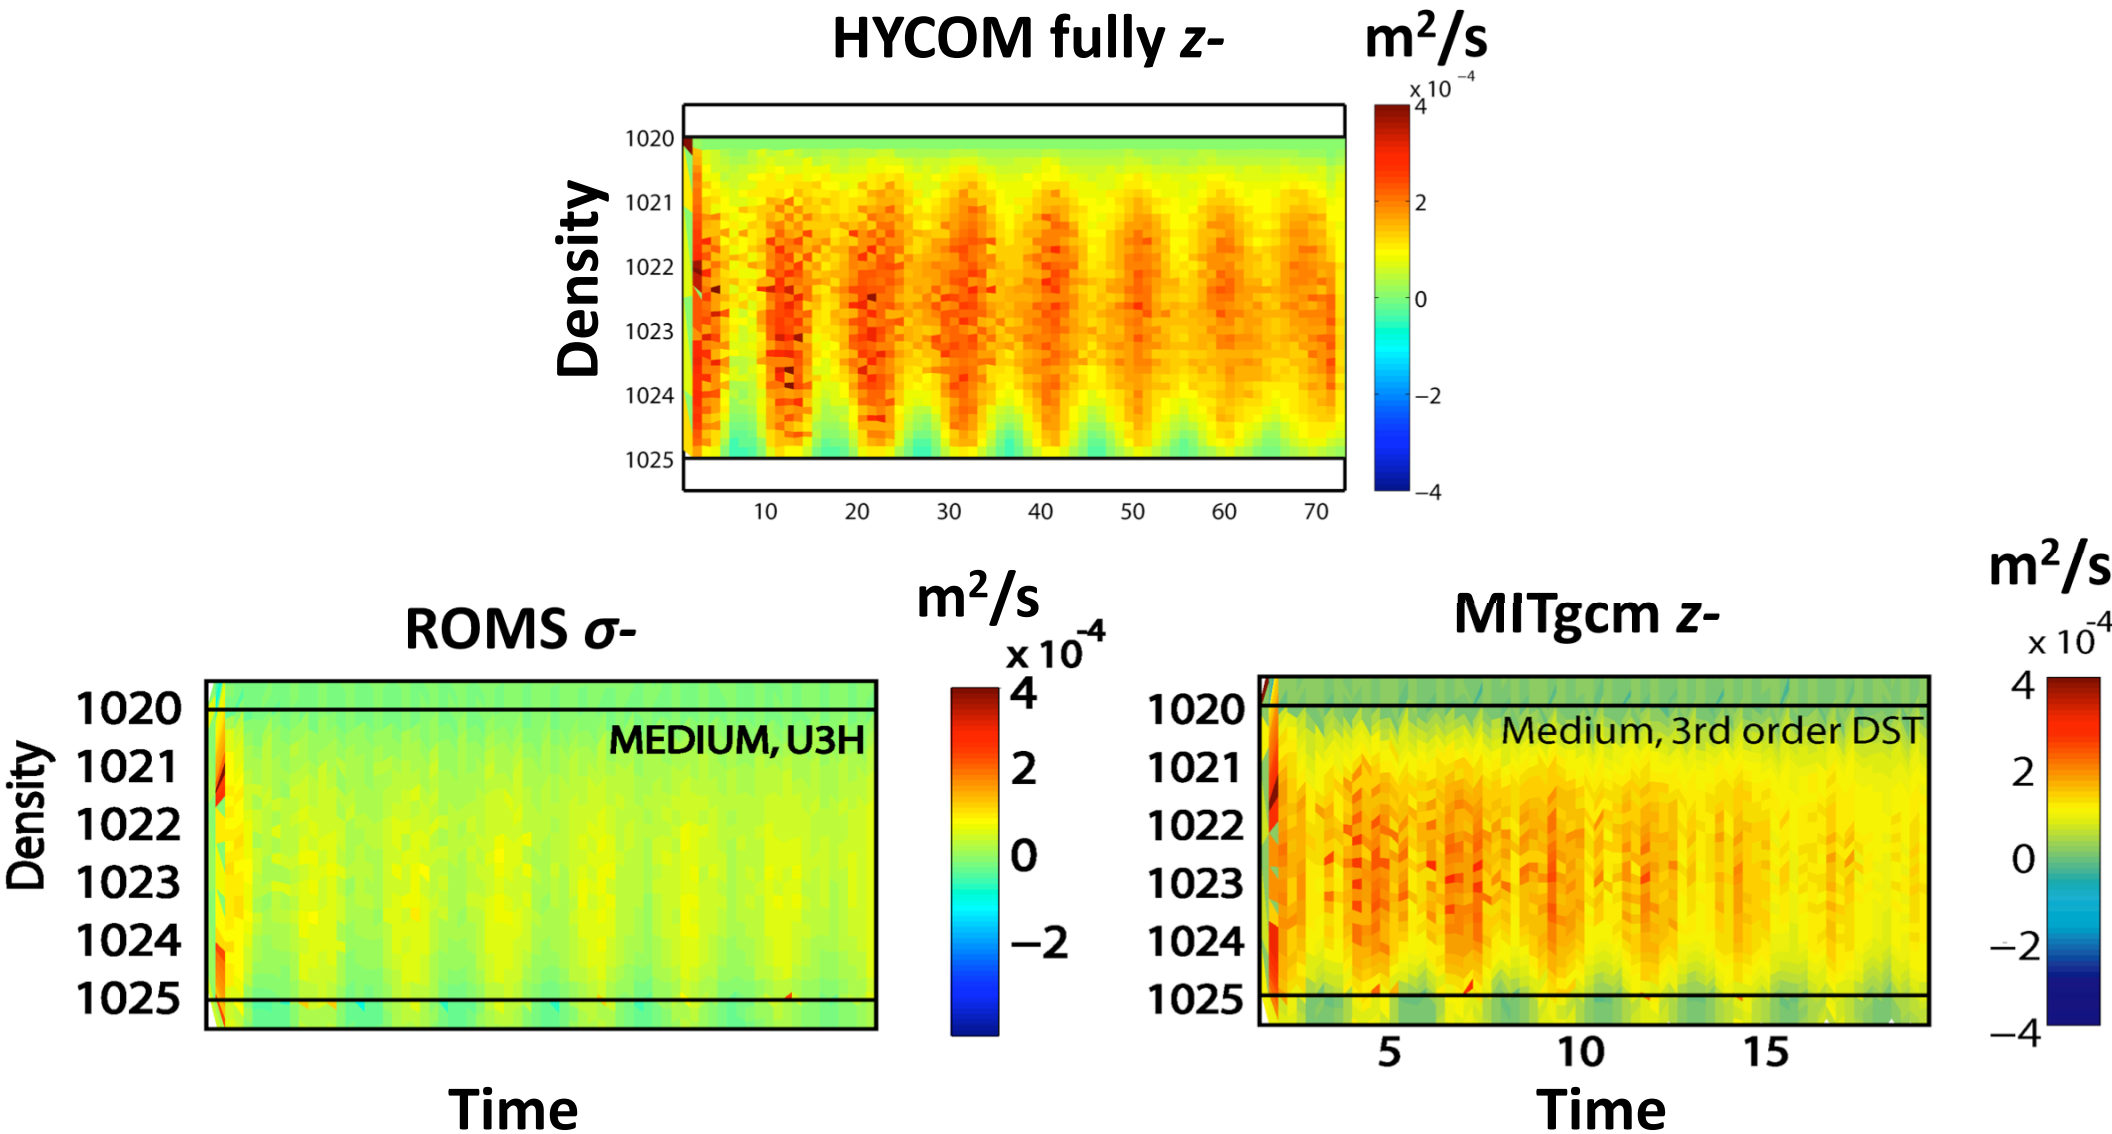 HYCOM fully z-
m²/s
x 10⁻⁴
4
2
0
−2
−4
Density
1020
1021
1022
1023
1024
1025
10 20 30 40 50 60 70
ROMS σ-
m²/s
x 10⁻⁴
4
2
0
−2
Density
1020
1021
1022
1023
1024
1025
MEDIUM, U3H
Time
MITgcm z-
m²/s
x 10⁻⁴
4
2
0
−2
−4
1020
1021
1022
1023
1024
1025
Medium, 3rd order DST
5 10 15
Time